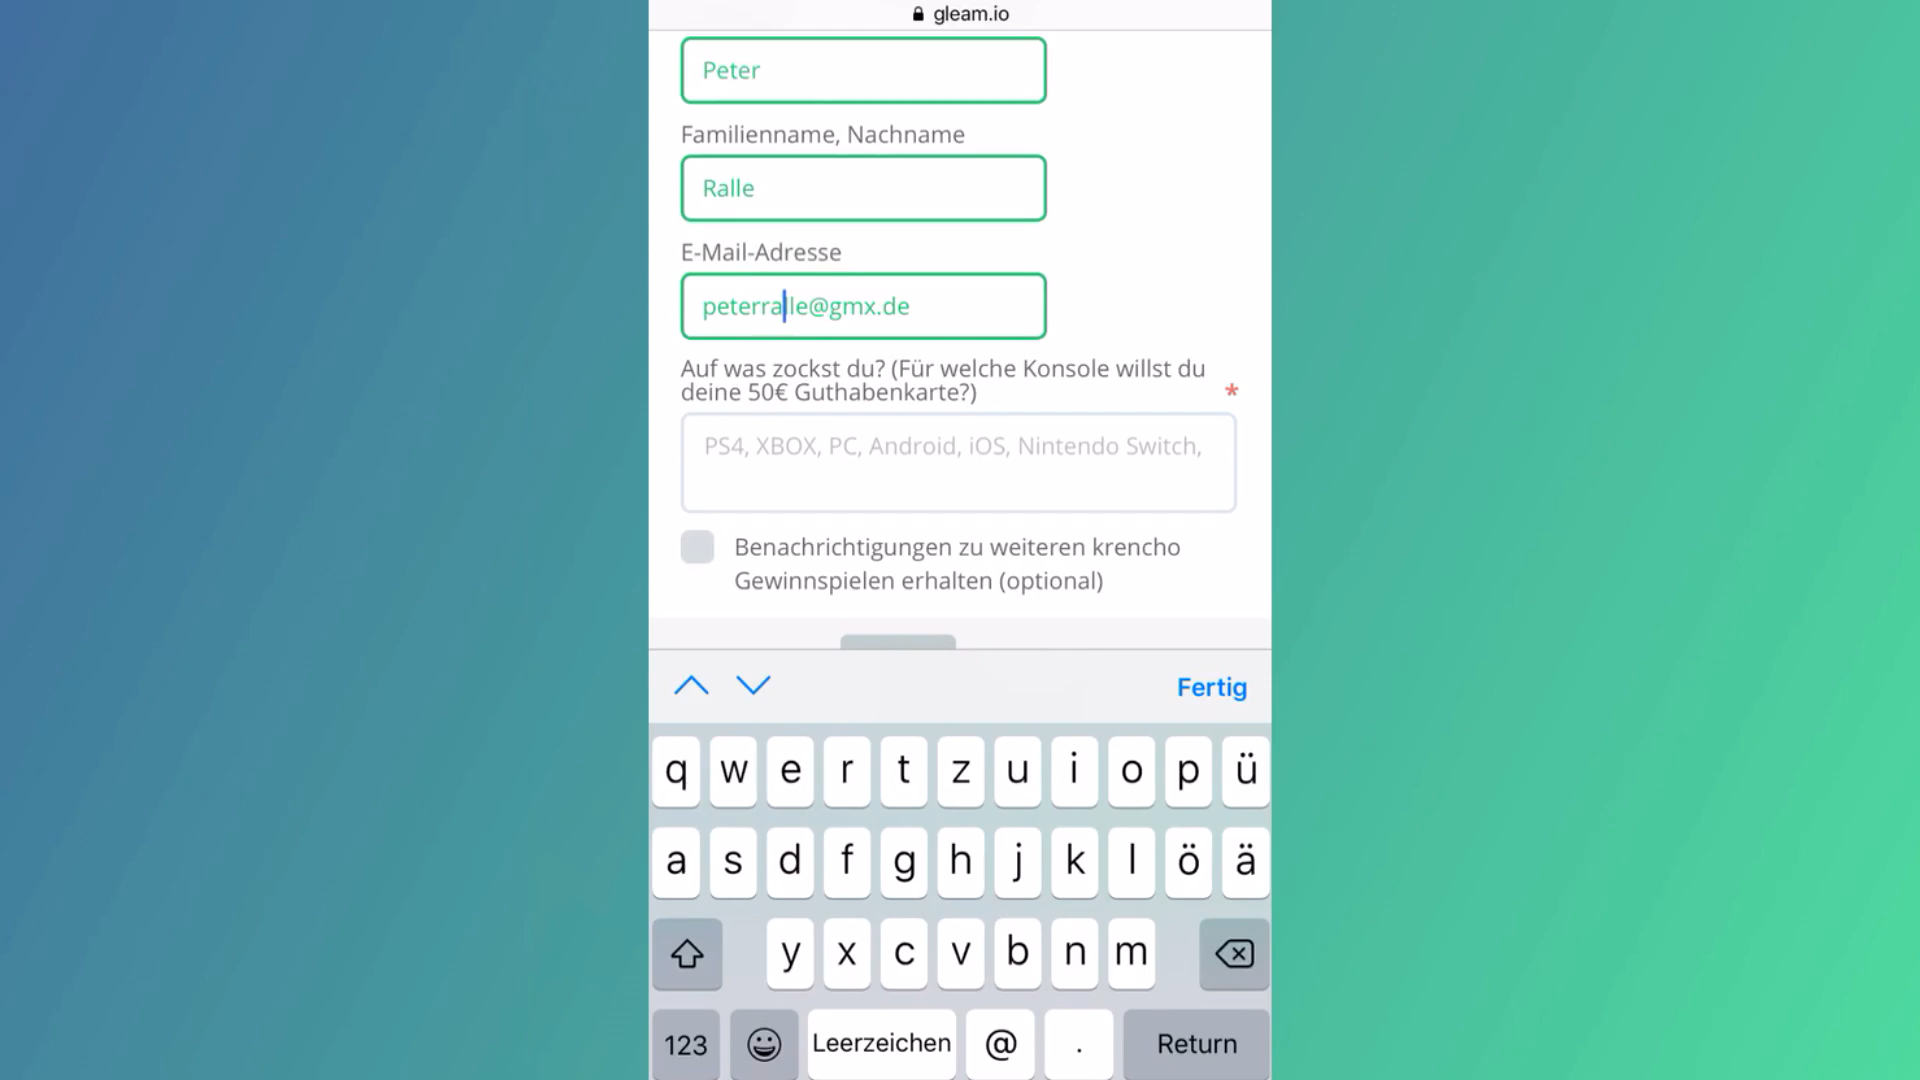 gleam.io
Peter
Familienname, Nachname
Ralle
E-Mail-Adresse
peterralle@gmx.de
Auf was zockst du? (Für welche Konsole willst du
deine 50€ Guthabenkarte?) *
PS4, XBOX, PC, Android, iOS, Nintendo Switch,
Benachrichtigungen zu weiteren krencho
Gewinnspielen erhalten (optional)
Fertig
q w e r t z u i o p ü
a s d f g h j k l ö ä
y x c v b n m
123 Leerzeichen @ . Return